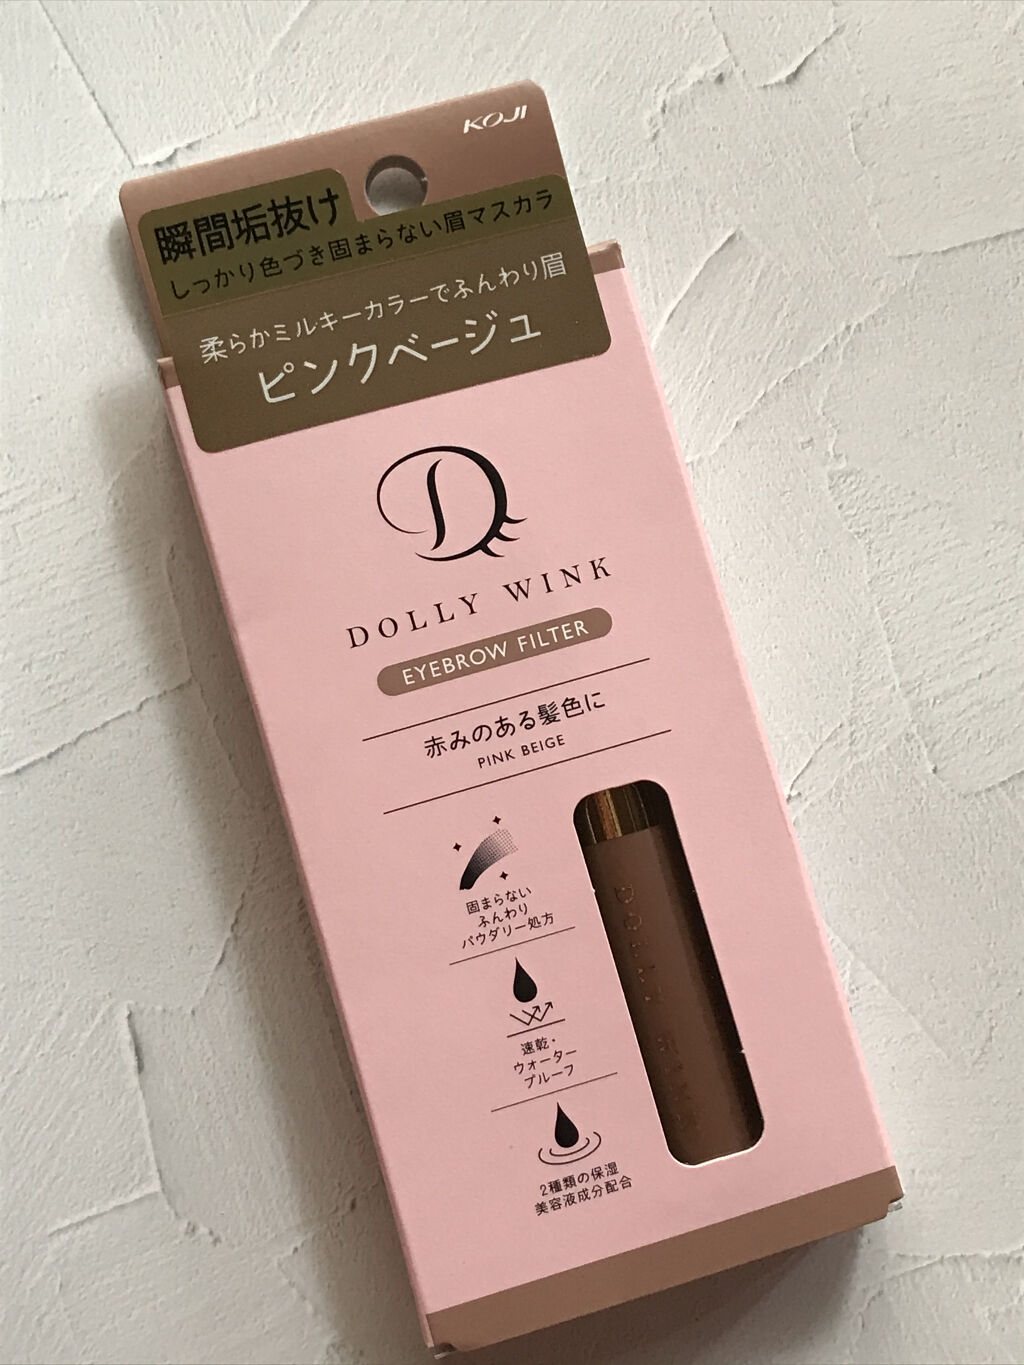 KOJI
瞬間垢抜け
しっかり色づき固まらない眉マスカラ
柔らかミルキーカラーでふんわり眉
ピンクベージュ
DOLLY WINK
EYEBROW FILTER
赤みのある髪色に
PINK BEIGE
固まらない
ふんわり
パウダリー処方
速乾・
ウォーター
プルーフ
2種類の保湿
美容液成分配合
DOLLY WINK